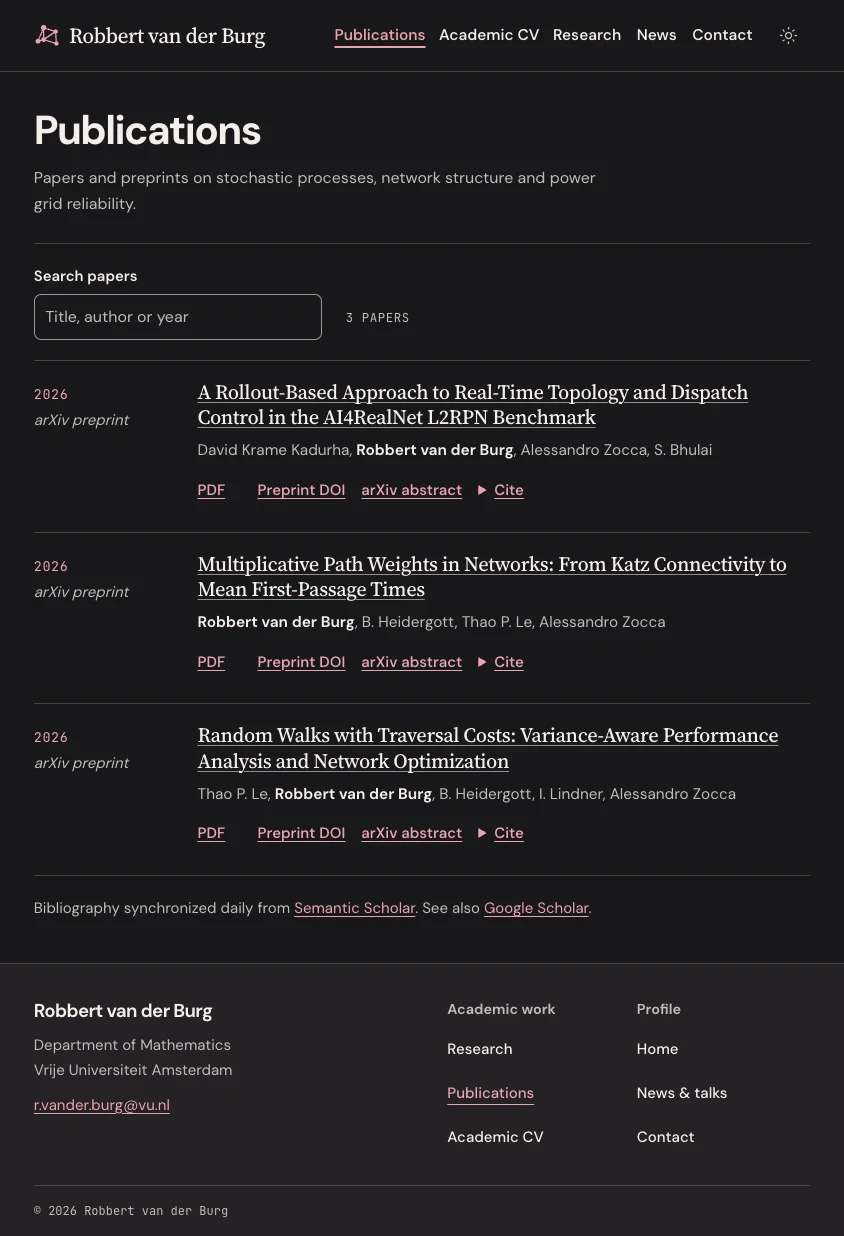 Robbert van der Burg
Publications Academic CV Research News Contact
Publications
Papers and preprints on stochastic processes, network structure and power
grid reliability.
Search papers
Title, author or year
3 PAPERS
2026
arXiv preprint
A Rollout-Based Approach to Real-Time Topology and Dispatch
Control in the AI4RealNet L2RPN Benchmark
David Krame Kadurha, Robbert van der Burg, Alessandro Zocca, S. Bhulai
PDF Preprint DOI arXiv abstract Cite
2026
arXiv preprint
Multiplicative Path Weights in Networks: From Katz Connectivity to
Mean First-Passage Times
Robbert van der Burg, B. Heidergott, Thao P. Le, Alessandro Zocca
PDF Preprint DOI arXiv abstract Cite
2026
arXiv preprint
Random Walks with Traversal Costs: Variance-Aware Performance
Analysis and Network Optimization
Thao P. Le, Robbert van der Burg, B. Heidergott, I. Lindner, Alessandro Zocca
PDF Preprint DOI arXiv abstract Cite
Bibliography synchronized daily from Semantic Scholar. See also Google Scholar.
Robbert van der Burg
Department of Mathematics
Vrije Universiteit Amsterdam
r.vander.burg@vu.nl
Academic work
Research
Publications
Academic CV
Profile
Home
News & talks
Contact
© 2026 Robbert van der Burg